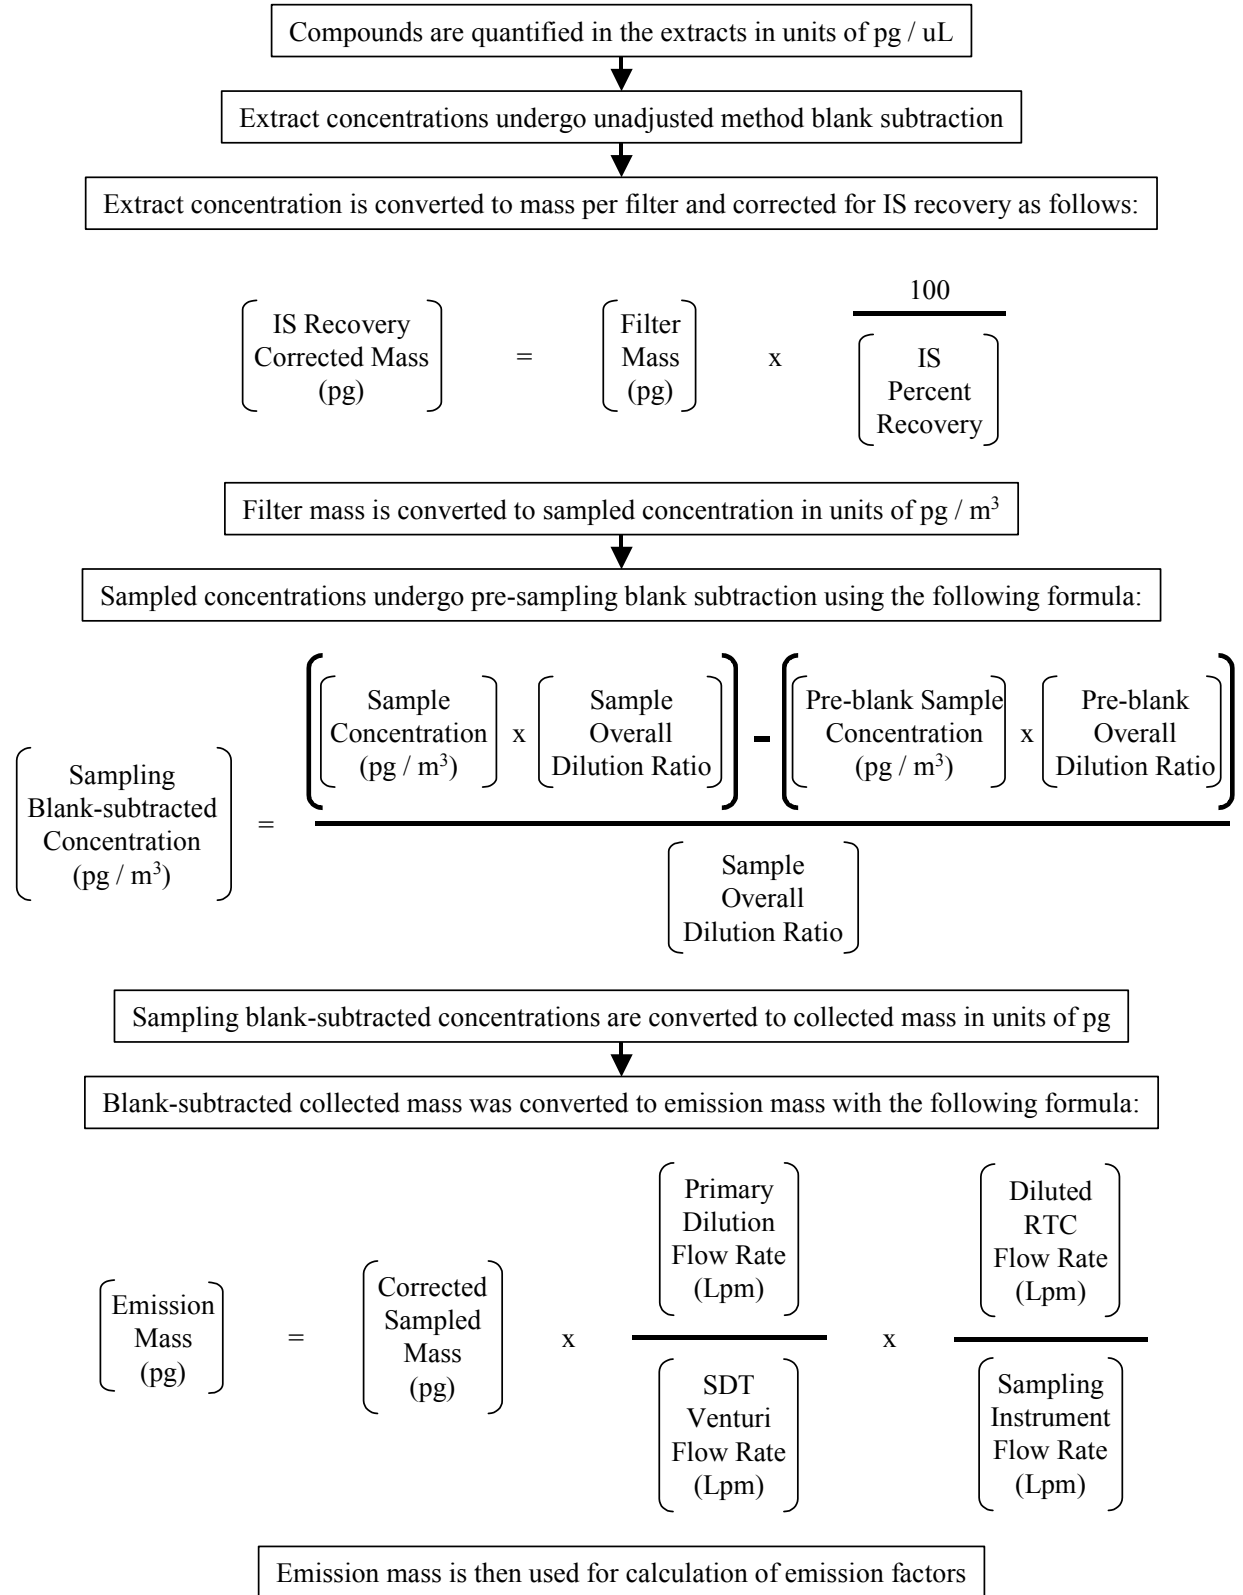 Compounds are quantified in the extracts in units of pg / uL
Extract concentrations undergo unadjusted method blank subtraction
Extract concentration is converted to mass per filter and corrected for IS recovery as follows:
IS Recovery
Corrected Mass
(pg)
=
Filter
Mass
(pg)
x
100
IS
Percent
Recovery
Filter mass is converted to sampled concentration in units of pg / m³
Sampled concentrations undergo pre-sampling blank subtraction using the following formula:
Sampling
Blank-subtracted
Concentration
(pg / m³)
=
Sample
Concentration
(pg / m³)
x
Sample
Overall
Dilution Ratio
-
Pre-blank Sample
Concentration
(pg / m³)
x
Pre-blank
Overall
Dilution Ratio
Sample
Overall
Dilution Ratio
Sampling blank-subtracted concentrations are converted to collected mass in units of pg
Blank-subtracted collected mass was converted to emission mass with the following formula:
Emission
Mass
(pg)
=
Corrected
Sampled
Mass
(pg)
x
Primary
Dilution
Flow Rate
(Lpm)
SDT
Venturi
Flow Rate
(Lpm)
x
Diluted
RTC
Flow Rate
(Lpm)
Sampling
Instrument
Flow Rate
(Lpm)
Emission mass is then used for calculation of emission factors